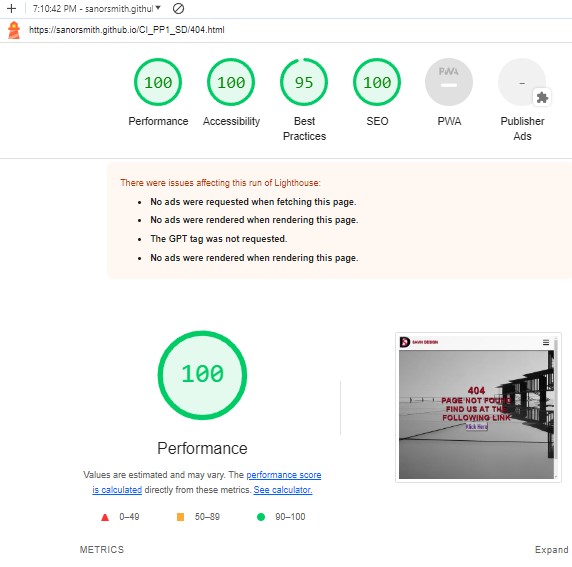 7:10:42 PM - sanorsmith.githul
https://sanorsmith.github.io/CI_PP1_SD/404.html
100 100 95 100 PWA -
Performance Accessibility Best Practices SEO PWA Publisher Ads
There were issues affecting this run of Lighthouse:
No ads were requested when fetching this page.
No ads were rendered when rendering this page.
The GPT tag was not requested.
No ads were rendered when rendering this page.
100
Performance
Values are estimated and may vary. The performance score
is calculated directly from these metrics. See calculator.
0–49 50–89 90–100
DESIGN
404
PAGE NOT FOUND
FIND US AT THE
FOLLOWING LINK
Klick Here
METRICS Expand